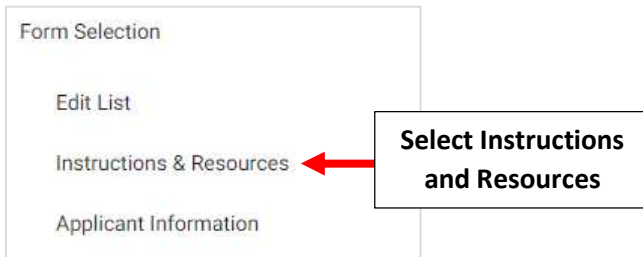 Form Selection
Edit List
Instructions & Resources
Select Instructions
and Resources
Applicant Information